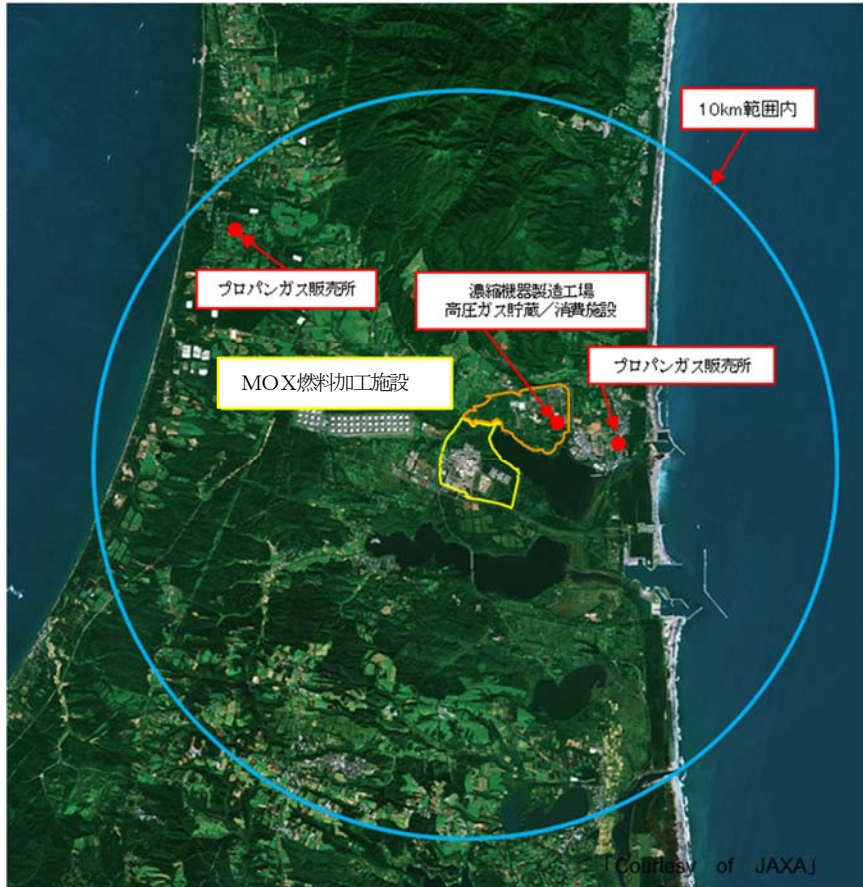 10km範囲内
プロパンガス販売所
濃縮機器製造工場
高圧ガス貯蔵／消費施設
プロパンガス販売所
MOX燃料加工施設
「Courtesy of JAXA」